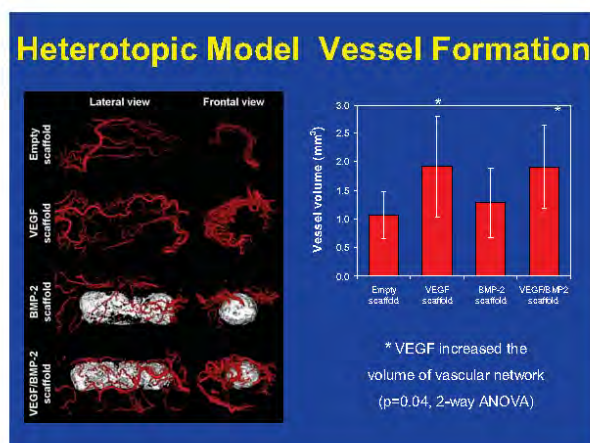 Heterotopic Model Vessel Formation
Lateral view
Frontal view
Empty
scaffold
VEGF
scaffold
BMP-2
scaffold
VEGF/BMP-2
scaffold
Vessel volume (mm³)
3.0
2.5
2.0
1.5
1.0
0.5
0.0
*
*
Empty
scaffold
VEGF
scaffold
BMP-2
scaffold
VEGF/BMP2
scaffold
* VEGF increased the
volume of vascular network
(p=0.04, 2-way ANOVA)